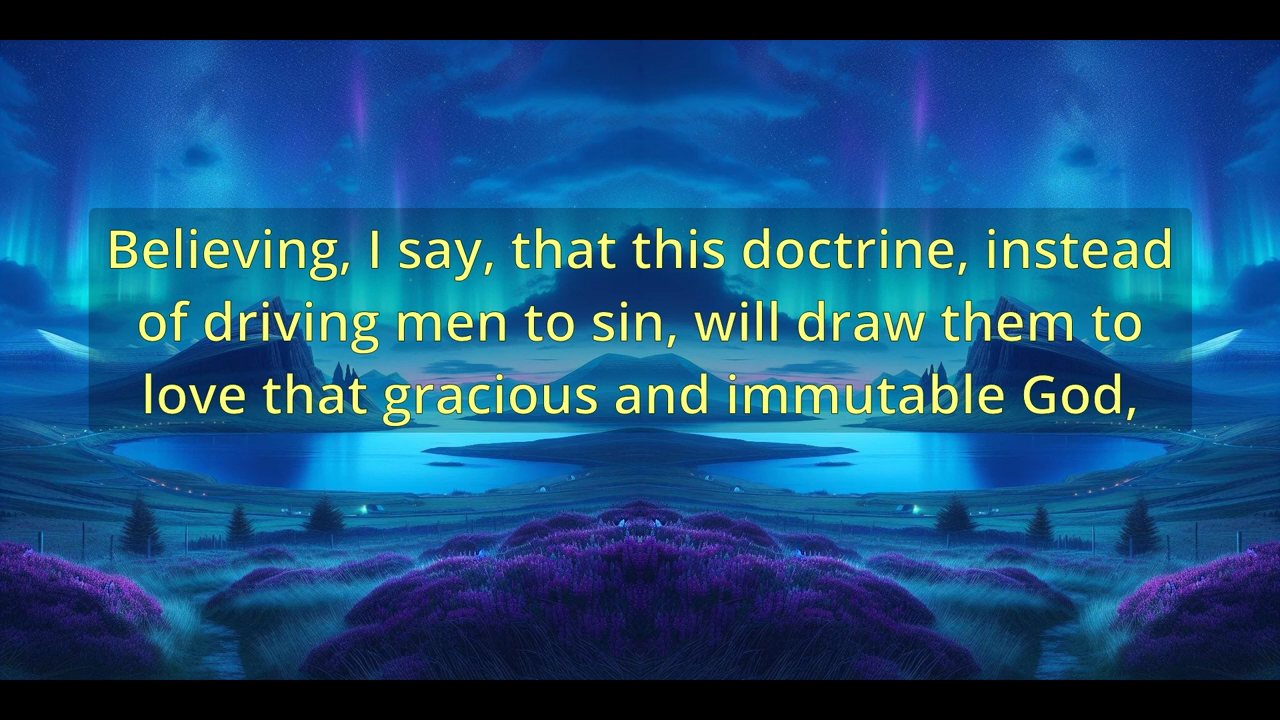 Believing, I say, that this doctrine, instead
of driving men to sin, will draw them to
love that gracious and immutable God,